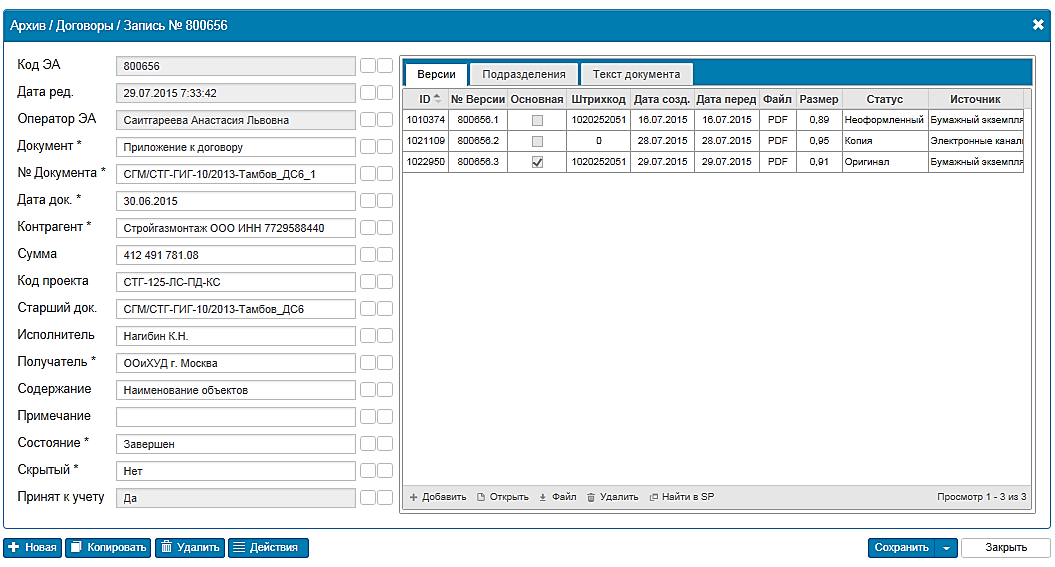 Архив / Договоры / Запись № 800656
Код ЭА 800656
Дата ред. 29.07.2015 7:33:42
Оператор ЭА Саитгареева Анастасия Львовна
Документ * Приложение к договору
№ Документа * СГМ/СТГ-ГИГ-10/2013-Тамбов_ДС6_1
Дата док. * 30.06.2015
Контрагент * Стройгазмонтаж ООО ИНН 7729588440
Сумма 412 491 781.08
Код проекта СТГ-125-ЛС-ПД-КС
Старший док. СГМ/СТГ-ГИГ-10/2013-Тамбов_ДС6
Исполнитель Нагибин К.Н.
Получатель * ООиХУД г. Москва
Содержание Наименование объектов
Примечание
Состояние * Завершен
Скрытый * Нет
Принят к учету Да
Версии Подразделения Текст документа
ID № Версии Основная Штрихкод Дата созд. Дата перед Файл Размер Статус Источник
1010374 800656.1 1020252051 16.07.2015 16.07.2015 PDF 0,89 Неоформленный Бумажный экземпля
1021109 800656.2 0 28.07.2015 28.07.2015 PDF 0,95 Копия Электронные канал
1022950 800656.3 1020252051 29.07.2015 29.07.2015 PDF 0,91 Оригинал Бумажный экземпля
Добавить Открыть Файл Удалить Найти в SP Просмотр 1 - 3 из 3
Новая Копировать Удалить Действия Сохранить Закрыть